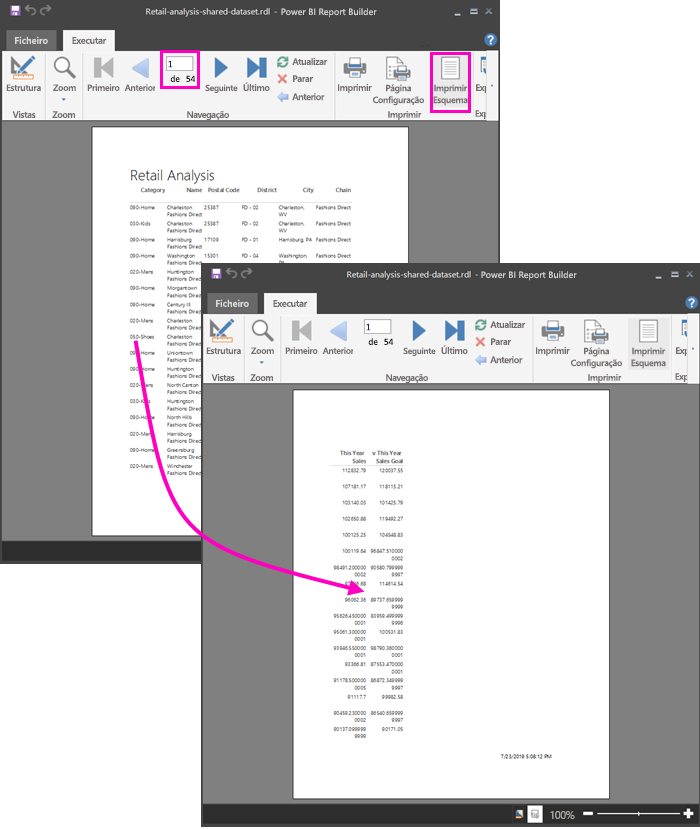 Retail-analysis-shared-dataset.rdl - Power BI Report Builder
Ficheiro Executar
1
de 54
Atualizar
Parar
Anterior
Estrutura Zoom Primeiro Anterior Seguinte Último Imprimir Página Configuração Imprimir Esquema Exp
Vistas Zoom Navegação Imprimir Exp
Retail Analysis
Category Name Postal Code District City Chain
090-Home Charleston Fashions Direct 25387 FD - 02 Charleston, WV Fashions Direct
030-Kids Charleston Fashions Direct 25387 FD - 02 Charleston, WV Fashions Direct
090-Home Harrisburg Fashions Direct 17109 FD - 01 Harrisburg, PA Fashions Direct
090-Home Washington Fashions Direct 15301 FD - 04 Washington, Fashions Direct
020-Mens Huntington Fashions Direct
090-Home Morgantown Fashions Direct
090-Home Century III Fashions Direct
020-Mens Charleston Fashions Direct
050-Shoes Charleston Fashions Direct
090-Home Uniontown Fashions Direct
090-Home Huntington Fashions Direct
020-Mens North Canton Fashions Direct
030-Kids Huntington Fashions Direct
090-Home North Hills Fashions Direct
020-Mens Harrisburg Fashions Direct
090-Home Greensburg Fashions Direct
020-Mens Winchester Fashions Direct
Retail-analysis-shared-dataset.rdl - Power BI Report Builder
Ficheiro Executar
1
de 54
Atualizar
Parar
Anterior
Estrutura Zoom Primeiro Anterior Seguinte Último Imprimir Página Configuração Imprimir Esquema
Vistas Zoom Navegação Imprimir Exp
This Year v This Year
Sales Sales Goal
112832.79 120037.55
107181.17 118115.21
103140.03 101425.79
102650.88 119492.27
100125.25 104548.83
100119.64 96847.510000
0002
98491.200000 90580.799999
0002 9997
114614.54
96062.36 89737.659999
9999
95626.450000 83959.499999
0001 9996
95061.300000 100531.83
0001
93946.550000 98790.360000
0001 0001
93366.81 87553.470000
0001
91178.500000 86872.349999
0005 9997
91117.7 99982.58
90459.230000 86540.659999
0002 9997
90137.099999 90171.05
9999
7/23/2019 5:08:12 PM
100%